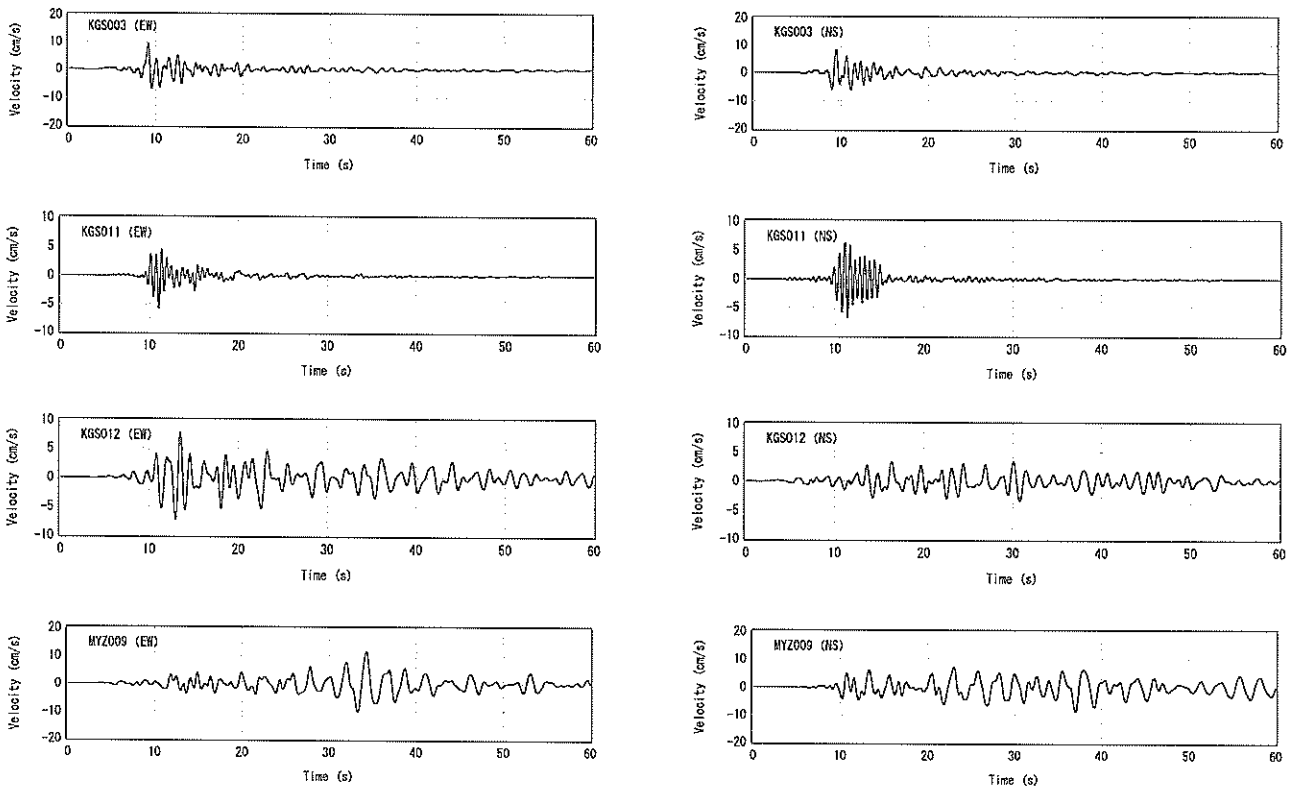 KGS003 (EW)
Velocity (cm/s)
20
10
0
-10
-20
0 10 20 30 40 50 60
Time (s)
KGS003 (NS)
Velocity (cm/s)
20
10
0
-10
-20
0 10 20 30 40 50 60
Time (s)
KGS011 (EW)
Velocity (cm/s)
10
5
0
-5
-10
0 10 20 30 40 50 60
Time (s)
KGS011 (NS)
Velocity (cm/s)
10
5
0
-5
-10
0 10 20 30 40 50 60
Time (s)
KGS012 (EW)
Velocity (cm/s)
10
5
0
-5
-10
0 10 20 30 40 50 60
Time (s)
KGS012 (NS)
Velocity (cm/s)
10
5
0
-5
-10
0 10 20 30 40 50 60
Time (s)
MYZ009 (EW)
Velocity (cm/s)
20
10
0
-10
-20
0 10 20 30 40 50 60
Time (s)
MYZ009 (NS)
Velocity (cm/s)
20
10
0
-10
-20
0 10 20 30 40 50 60
Time (s)